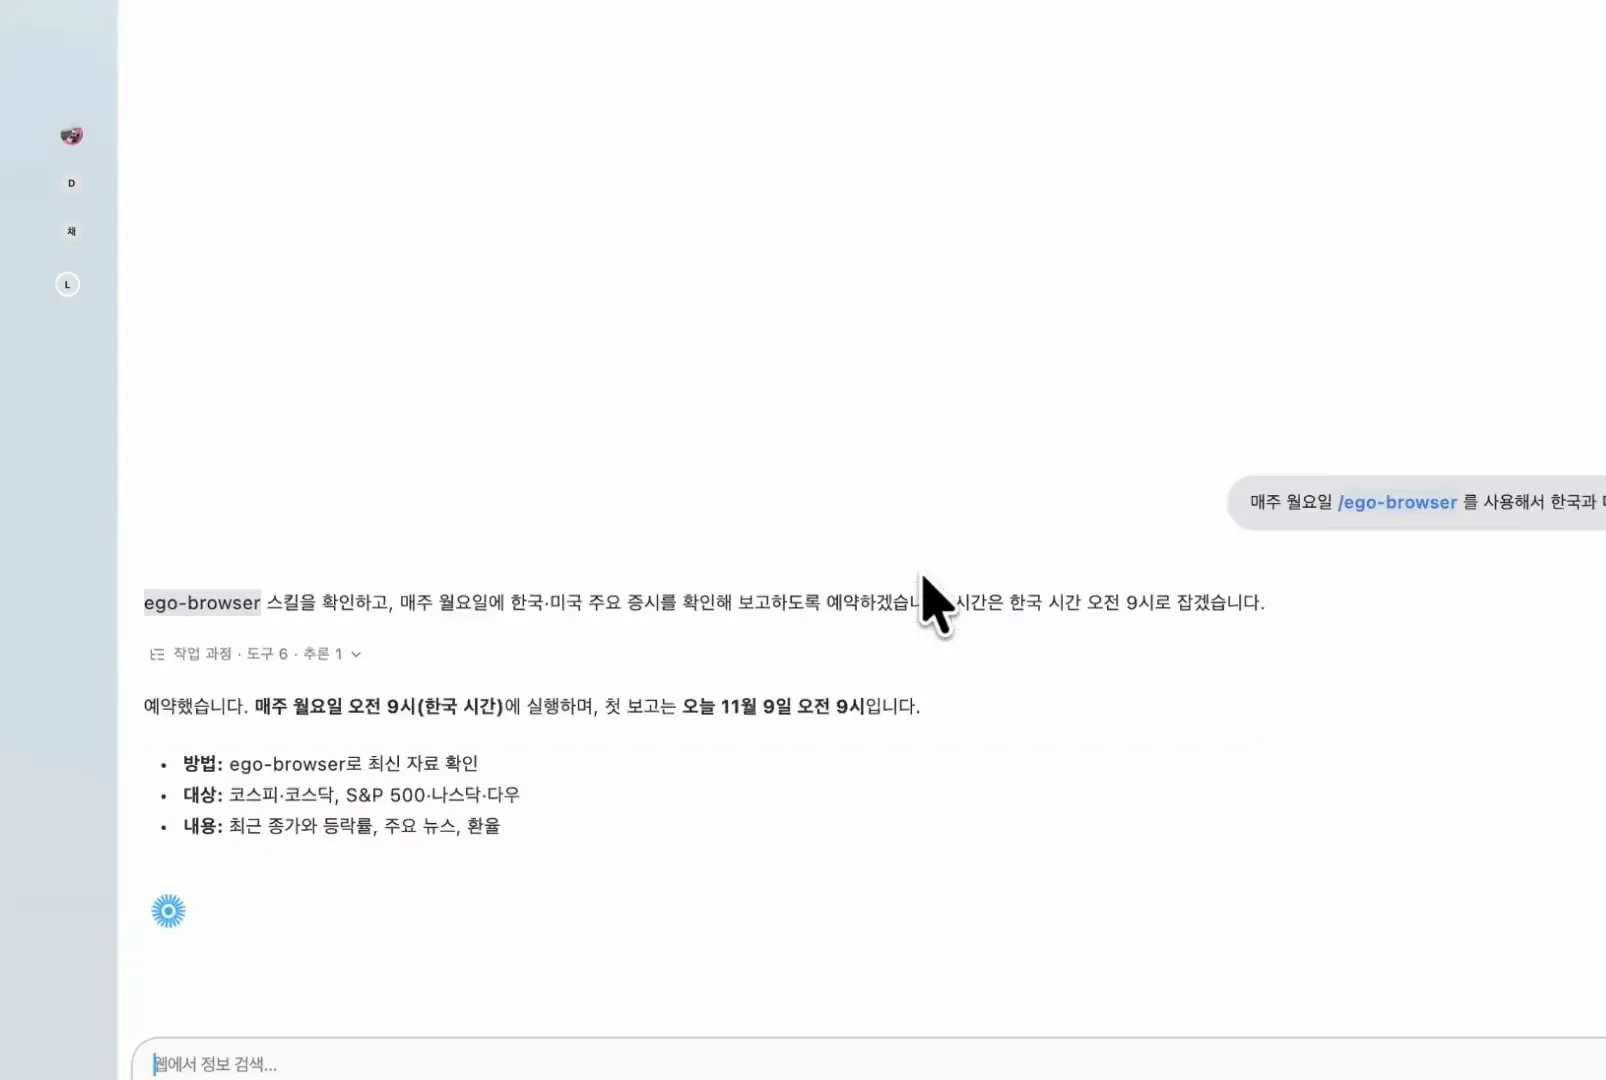 D
채
L
매주 월요일 /ego-browser 를 사용해서 한국과
ego-browser 스킬을 확인하고, 매주 월요일에 한국·미국 주요 증시를 확인해 보고하도록 시간은 한국 시간 오전 9시로 잡겠습니다.
작업 과정 · 도구 6 · 추론 1
예약했습니다. 매주 월요일 오전 9시(한국 시간)에 실행하며, 첫 보고는 오늘 11월 9일 오전 9시입니다.
• 방법: ego-browser로 최신 자료 확인
• 대상: 코스피·코스닥, S&P 500·나스닥·다우
• 내용: 최근 종가와 등락률, 주요 뉴스, 환율
웹에서 정보 검색...